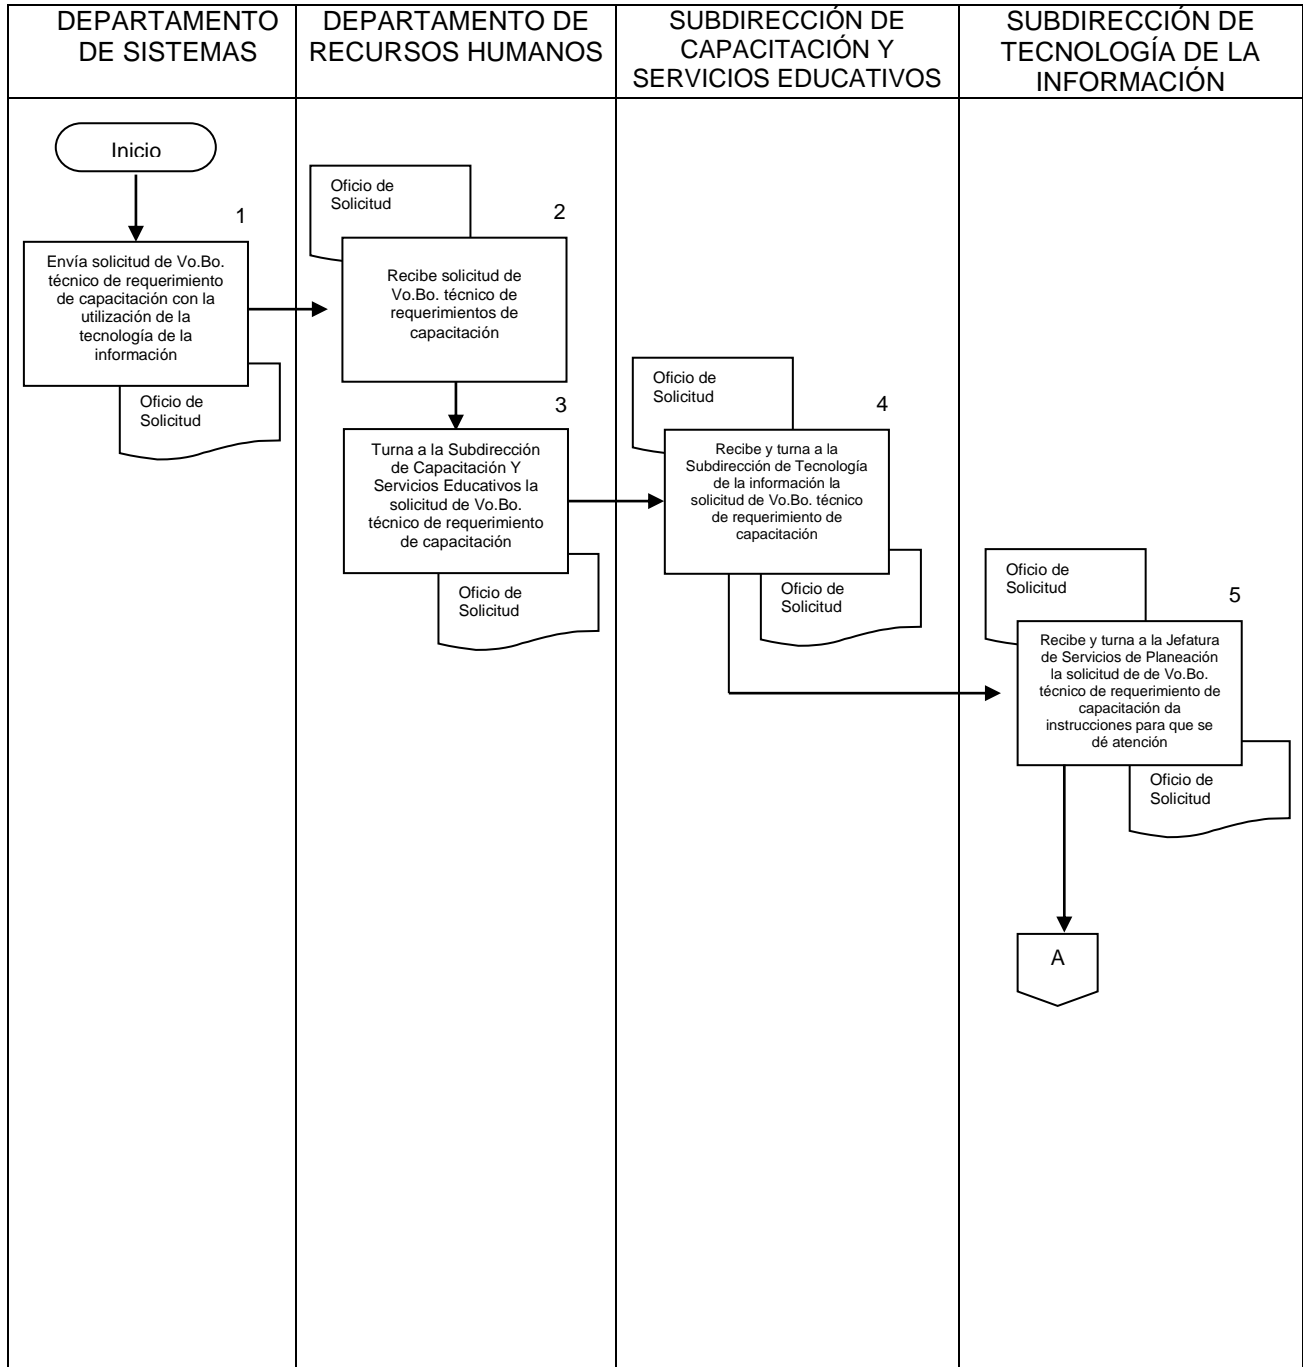 DEPARTAMENTO
DE SISTEMAS
DEPARTAMENTO DE
RECURSOS HUMANOS
SUBDIRECCIÓN DE
CAPACITACIÓN Y
SERVICIOS EDUCATIVOS
SUBDIRECCIÓN DE
TECNOLOGÍA DE LA
INFORMACIÓN
Inicio
1
Envía solicitud de Vo.Bo.
técnico de requerimiento
de capacitación con la
utilización de la
tecnología de la
información
Oficio de
Solicitud
Oficio de
Solicitud
2
Recibe solicitud de
Vo.Bo. técnico de
requerimientos de
capacitación
3
Turna a la Subdirección
de Capacitación Y
Servicios Educativos la
solicitud de Vo.Bo.
técnico de requerimiento
de capacitación
Oficio de
Solicitud
Oficio de
Solicitud
4
Recibe y turna a la
Subdirección de Tecnología
de la información la
solicitud de Vo.Bo. técnico
de requerimiento de
capacitación
Oficio de
Solicitud
Oficio de
Solicitud
5
Recibe y turna a la Jefatura
de Servicios de Planeación
la solicitud de de Vo.Bo.
técnico de requerimiento de
capacitación da
instrucciones para que se
dé atención
Oficio de
Solicitud
A